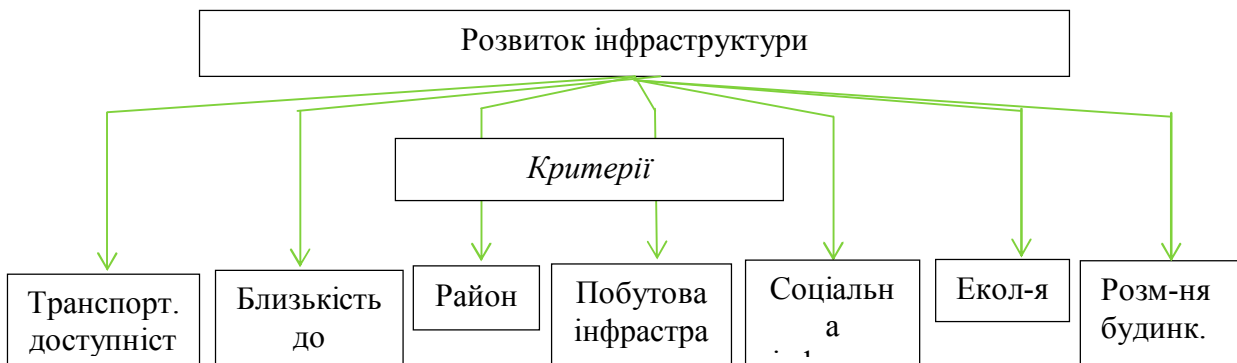 Розвиток інфраструктури
Критерії
Транспорт.
доступніст
Близькість
до
Район
Побутова
інфрастра
Соціальн
а
Екол-я
Розм-ня
будинк.